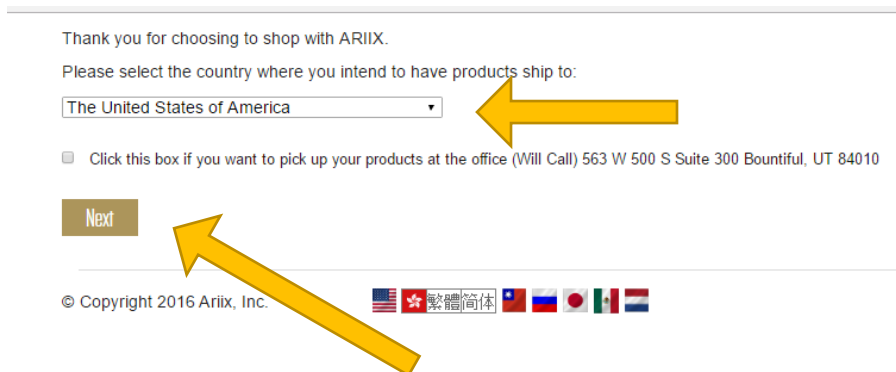 Thank you for choosing to shop with ARIIX.
Please select the country where you intend to have products ship to:
The United States of America
Click this box if you want to pick up your products at the office (Will Call) 563 W 500 S Suite 300 Bountiful, UT 84010
Next
© Copyright 2016 Ariix, Inc. 繁體 简体